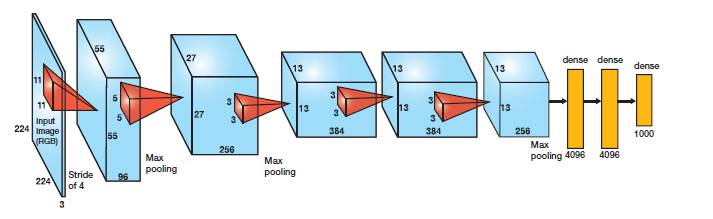 11
11
Input
Image
(RGB)
224
224
3
Stride
of 4
55
5
5
55
96
Max
pooling
27
27
3
3
256
Max
pooling
13
13
3
3
384
13
13
3
3
384
13
13
256
Max
pooling
dense
4096
dense
4096
dense
1000